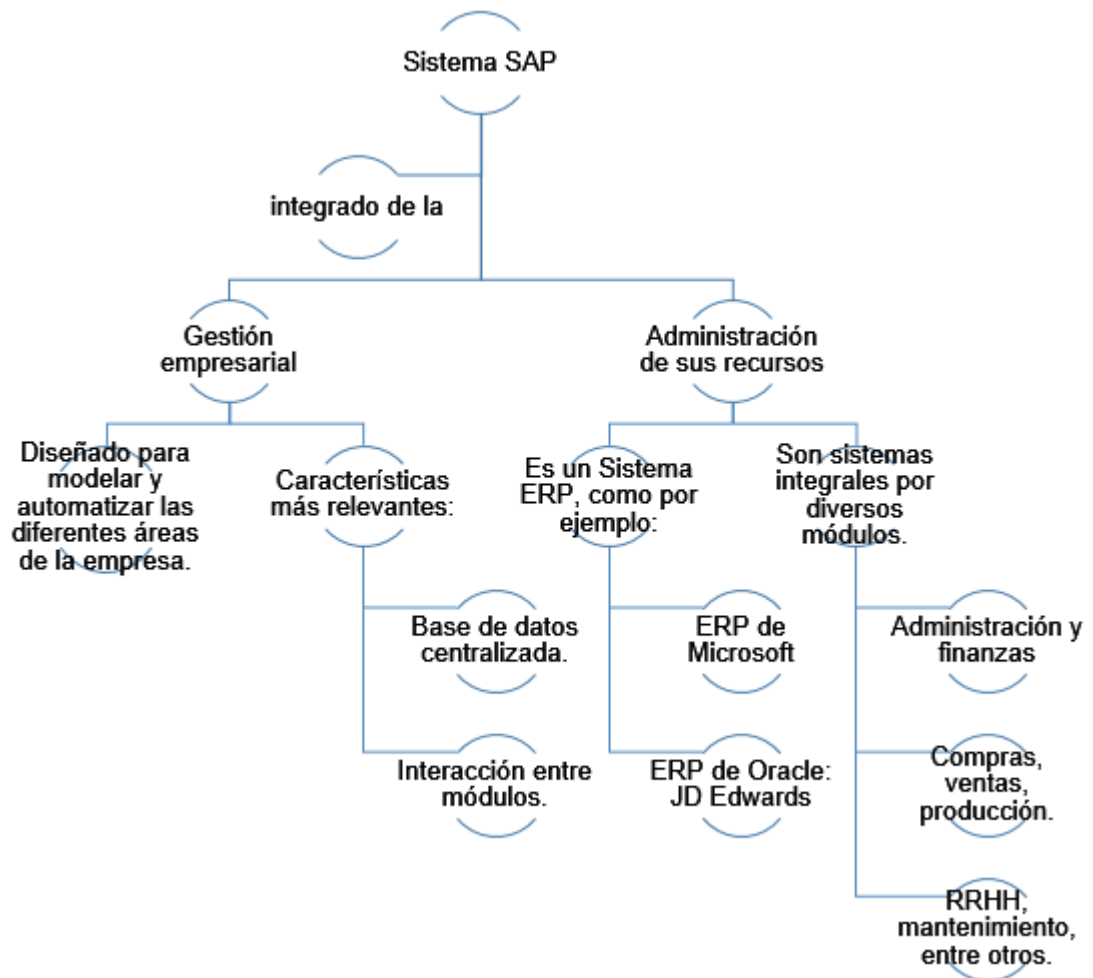 Sistema SAP
integrado de la
Gestión
empresarial
Administración
de sus recursos
Diseñado para
modelar y
automatizar las
diferentes áreas
de la empresa.
Características
más relevantes:
Es un Sistema
ERP, como por
ejemplo:
Son sistemas
integrales por
diversos
módulos.
Base de datos
centralizada.
ERP de
Microsoft
Administración y
finanzas
Interacción entre
módulos.
ERP de Oracle:
JD Edwards
Compras,
ventas,
producción.
RRHH,
mantenimiento,
entre otros.